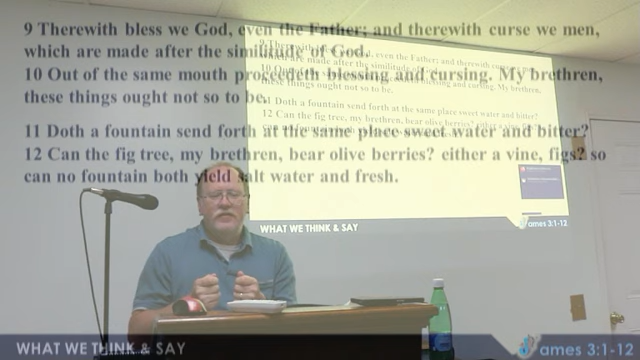 9 Therewith bless we God, even the Father; and therewith curse we men,
which are made after the similitude of God.
10 Out of the same mouth proceedeth blessing and cursing. My brethren,
these things ought not so to be.
11 Doth a fountain send forth at the same place sweet water and bitter?
12 Can the fig tree, my brethren, bear olive berries? either a vine, figs? so
can no fountain both yield salt water and fresh.
WHAT WE THINK & SAY
ames 3:1-12
WHAT WE THINK & SAY
ames 3:1-12